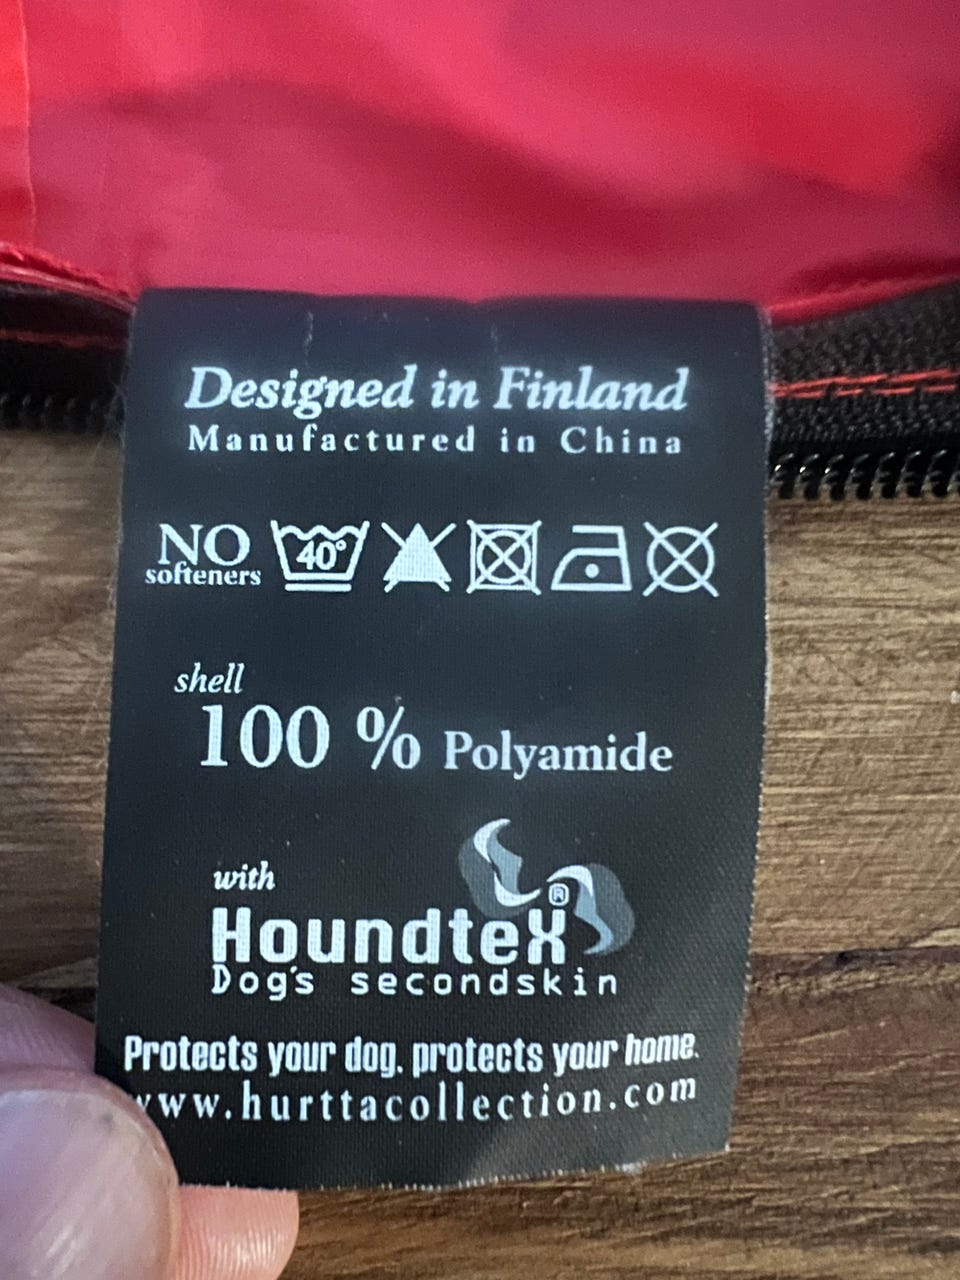 Designed in Finland
Manufactured in China
NO
softeners
40°
shell
100 % Polyamide
with
Houndtex®
Dog's secondskin
Protects your dog. protects your home.
www.hurttacollection.com